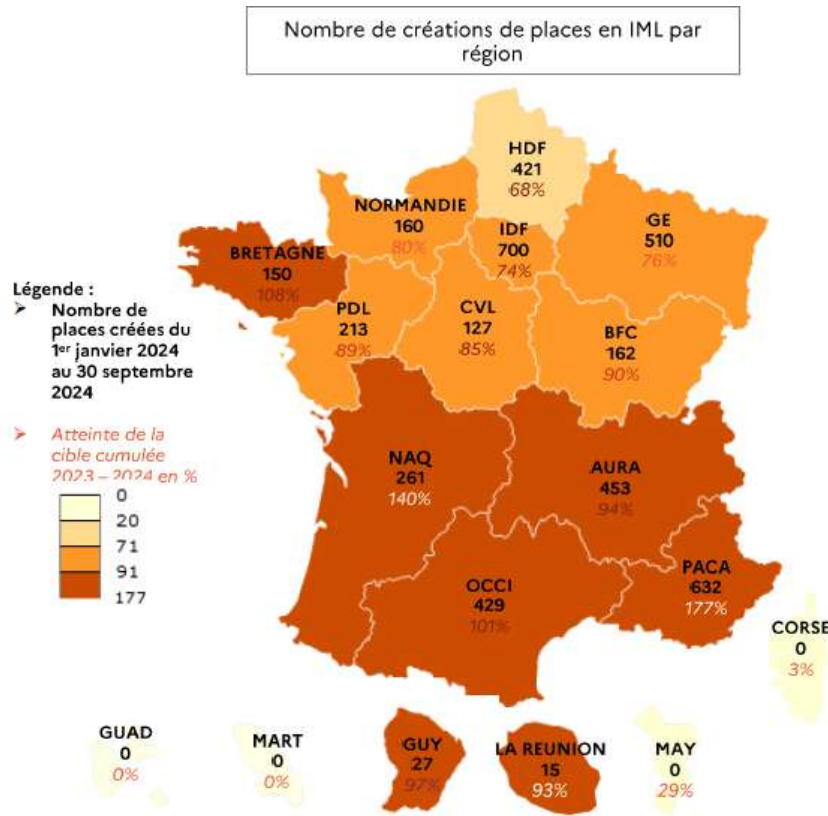 Nombre de créations de places en IML par
région
HDF
421
68%
NORMANDIE
160
80%
IDF
700
74%
GE
510
76%
BRETAGNE
150
108%
Légende :
➤ Nombre de
places créées du
1er janvier 2024
au 30 septembre
2024
➤ Atteinte de la
cible cumulée
2023 – 2024 en %
0
20
71
91
177
PDL
213
89%
CVL
127
85%
BFC
162
90%
NAQ
261
140%
AURA
453
94%
OCCI
429
101%
PACA
632
177%
CORSE
0
3%
GUAD
0
0%
MART
0
0%
GUY
27
97%
LA REUNION
15
93%
MAY
0
29%